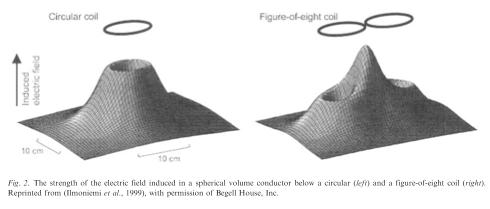 Circular coil
Figure-of-eight coil
Induced
electric field
10 cm
10 cm
Fig. 2. The strength of the electric field induced in a spherical volume conductor below a circular (left) and a figure-of-eight coil (right).
Reprinted from (Ilmoniemi et al., 1999), with permission of Begell House, Inc.